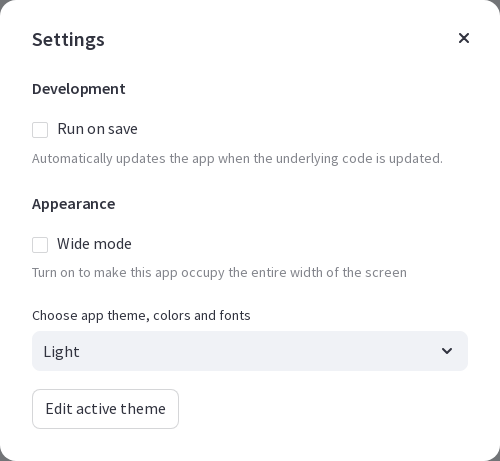 Settings
Development
Run on save
Automatically updates the app when the underlying code is updated.
Appearance
Wide mode
Turn on to make this app occupy the entire width of the screen
Choose app theme, colors and fonts
Light
Edit active theme